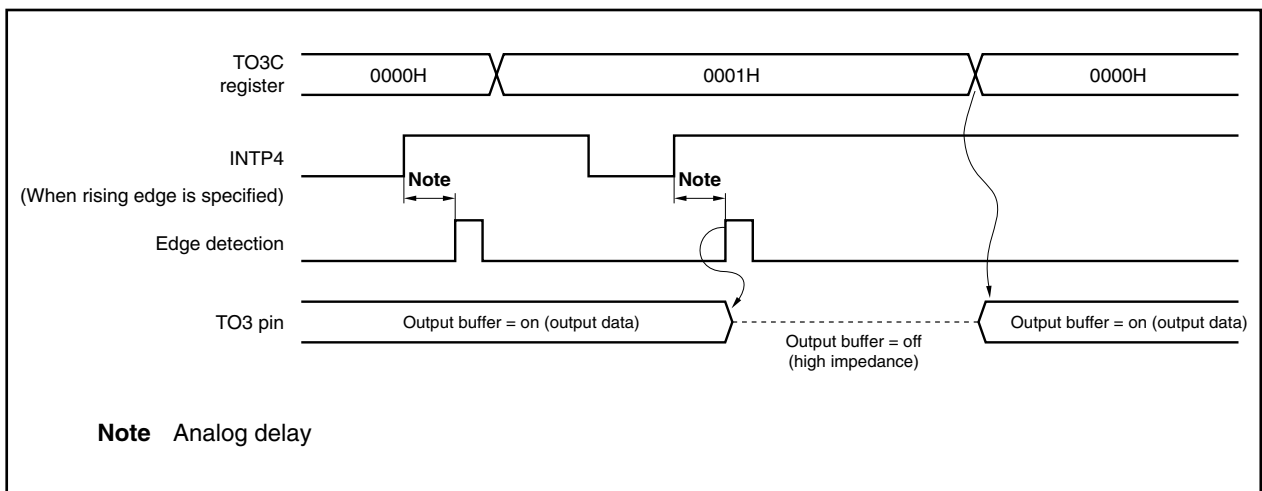 TO3C
register
0000H
0001H
0000H
INTP4
(When rising edge is specified)
Note
Note
Edge detection
TO3 pin
Output buffer = on (output data)
Output buffer = off
(high impedance)
Output buffer = on (output data)
Note Analog delay